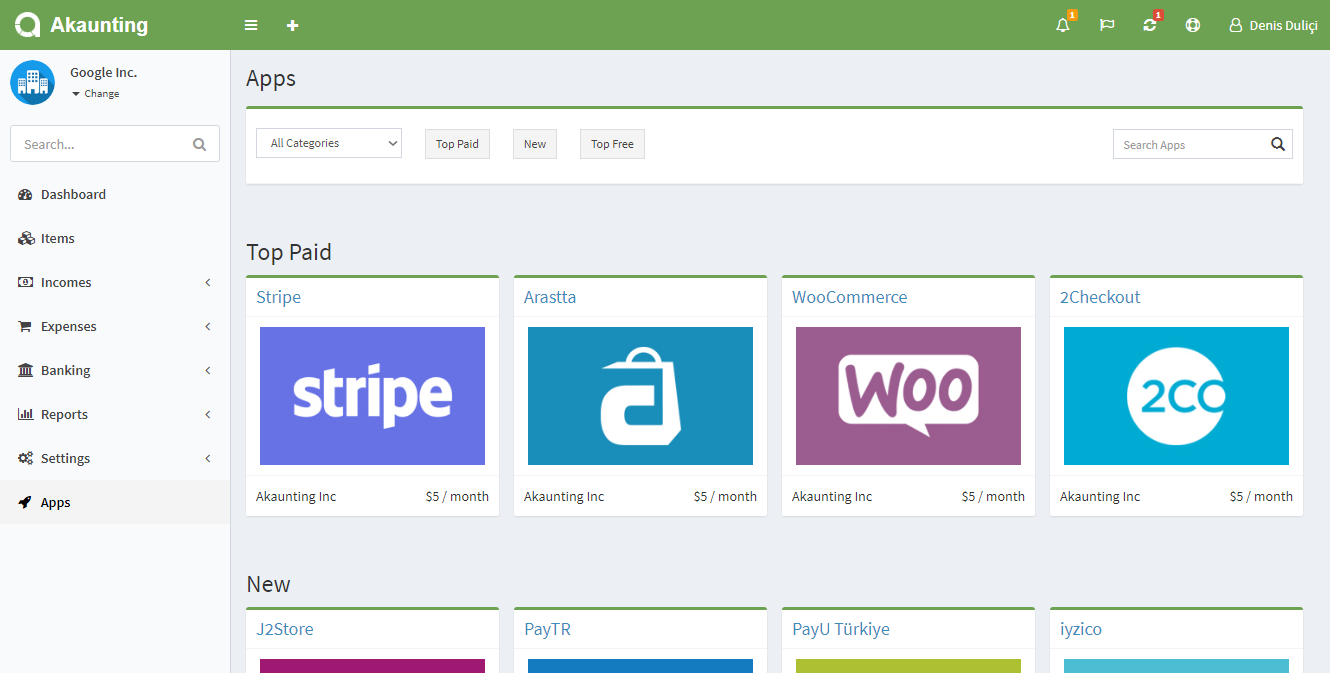 Akaunting
1
1
Denis Duliçi
Google Inc.
Change
Search...
Dashboard
Items
Incomes
Expenses
Banking
Reports
Settings
Apps
Apps
All Categories
Top Paid
New
Top Free
Search Apps
Top Paid
Stripe
Arastta
WooCommerce
2Checkout
stripe
a
WOO
2CO
Akaunting Inc
$5 / month
Akaunting Inc
$5 / month
Akaunting Inc
$5 / month
Akaunting Inc
$5 / month
New
J2Store
PayTR
PayU Türkiye
iyzico